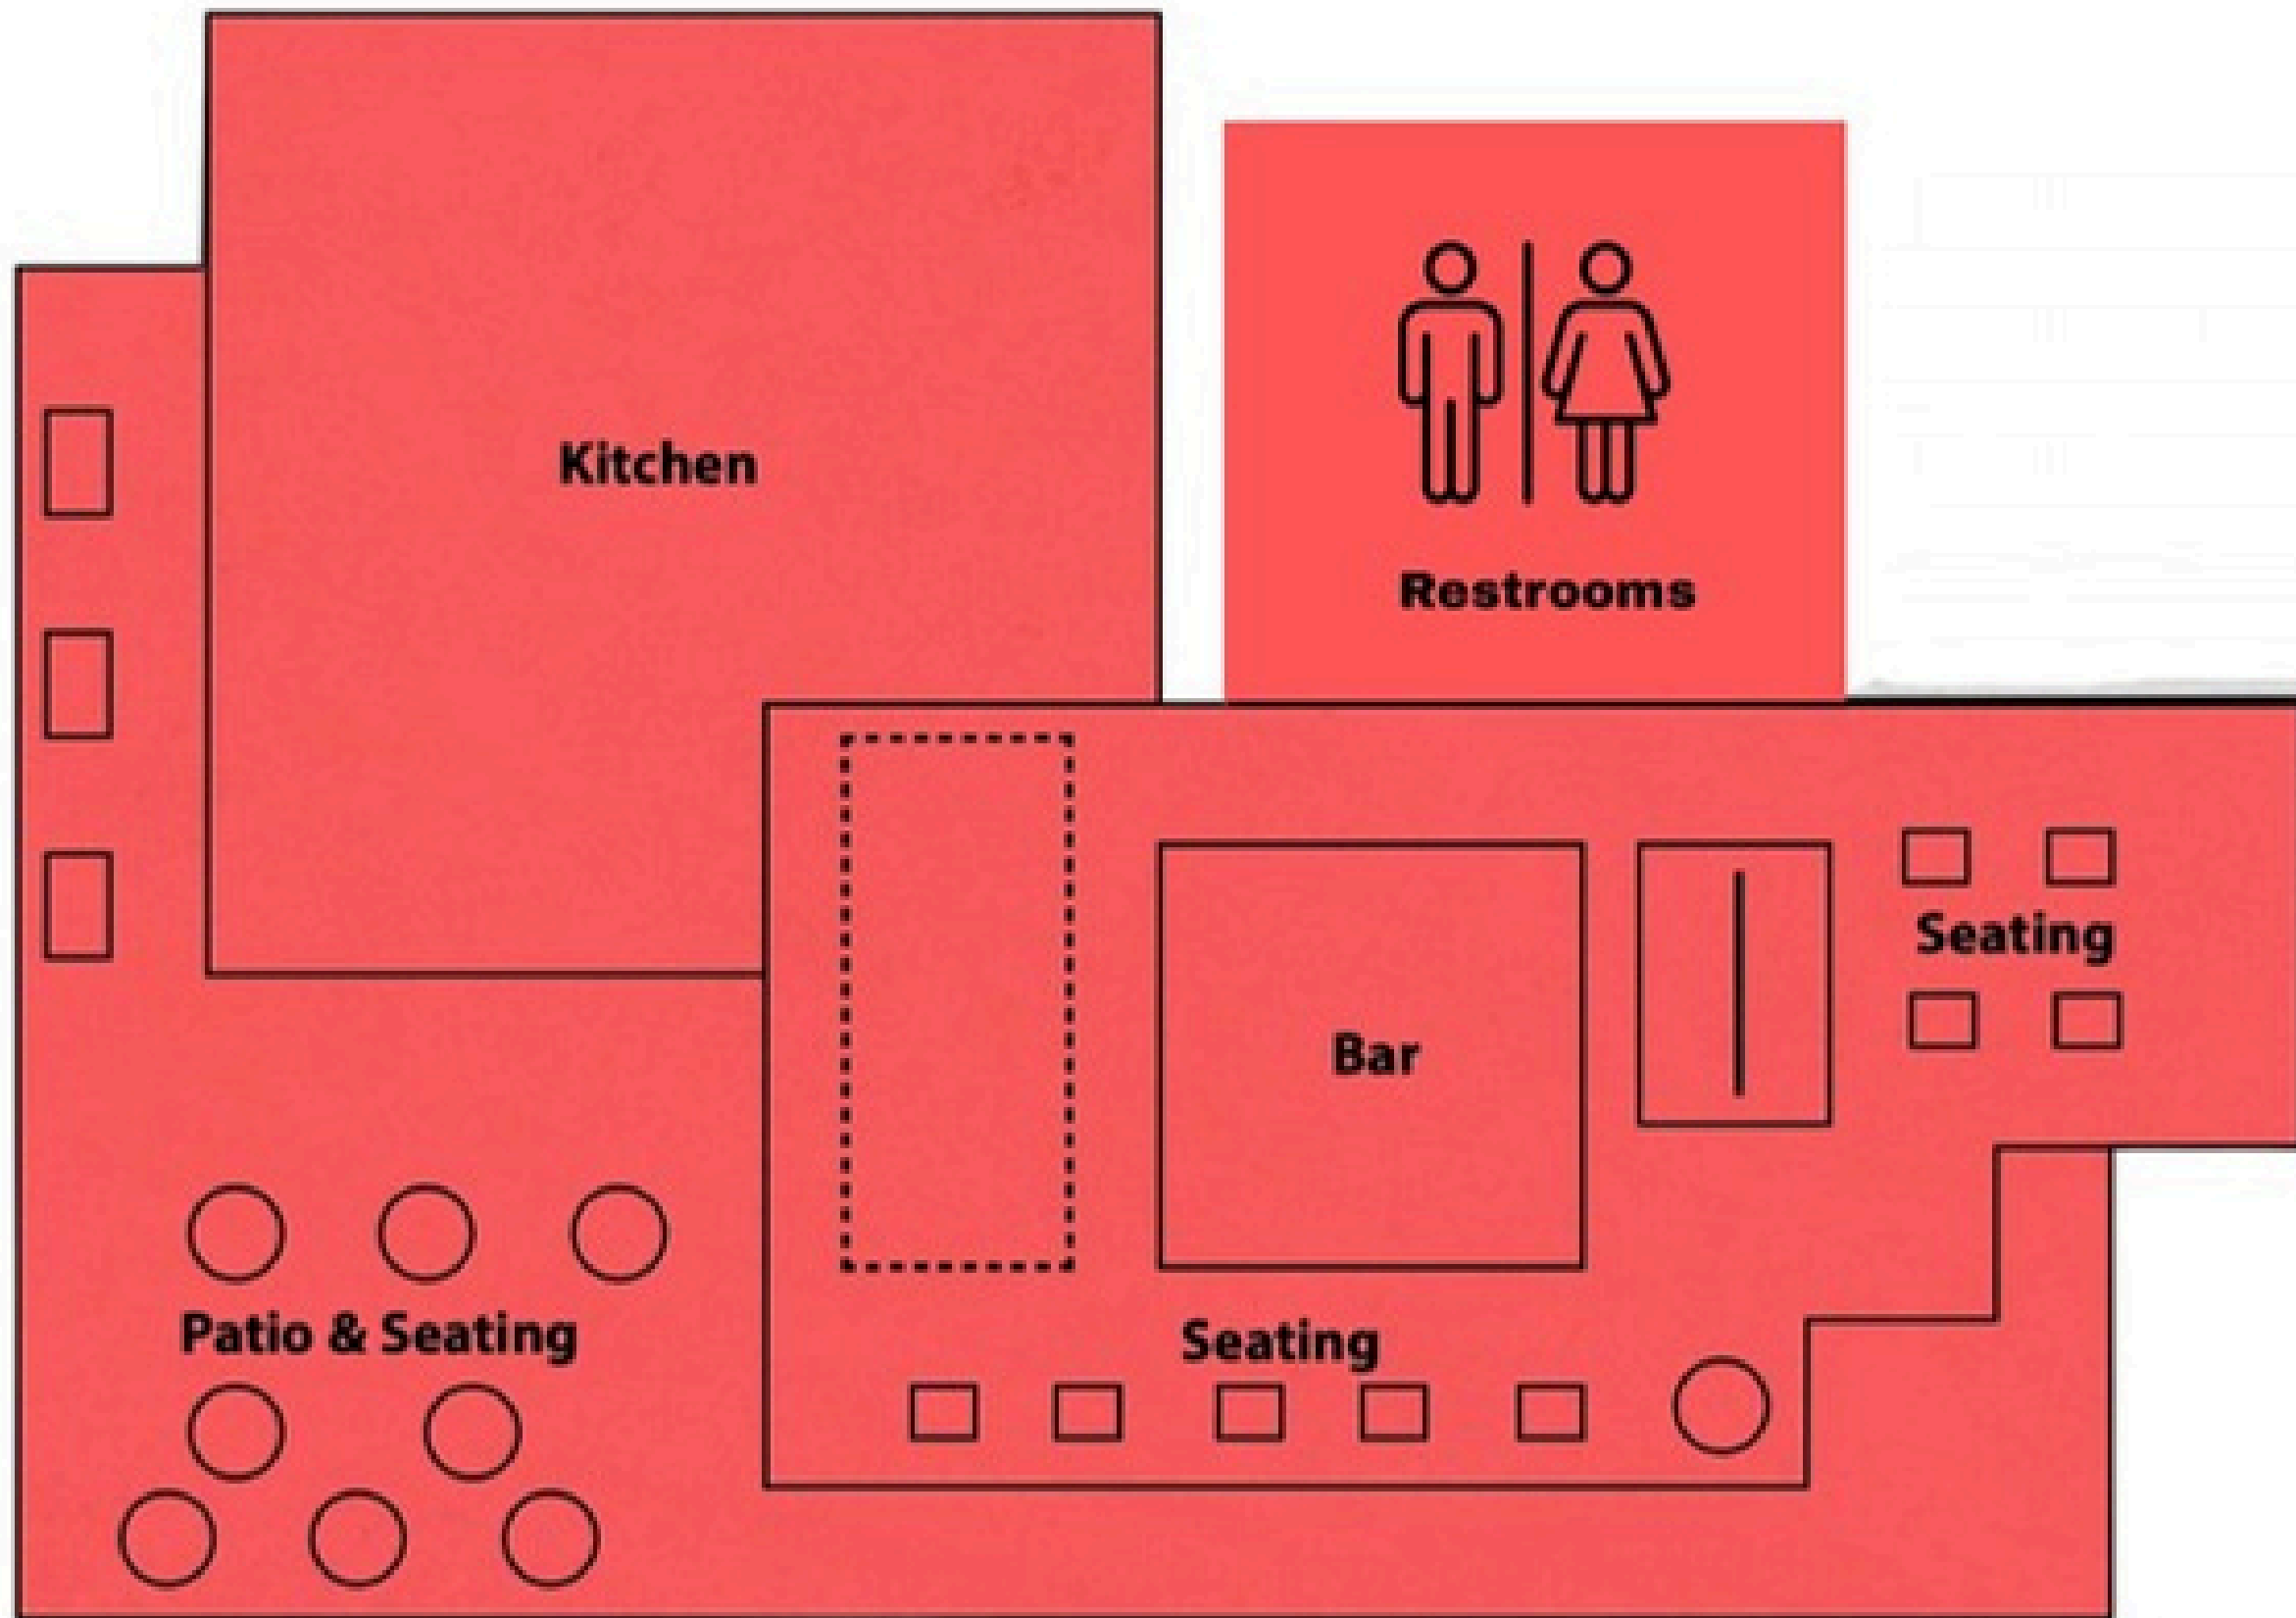 Kitchen
Restrooms
Seating
Bar
Patio & Seating
Seating